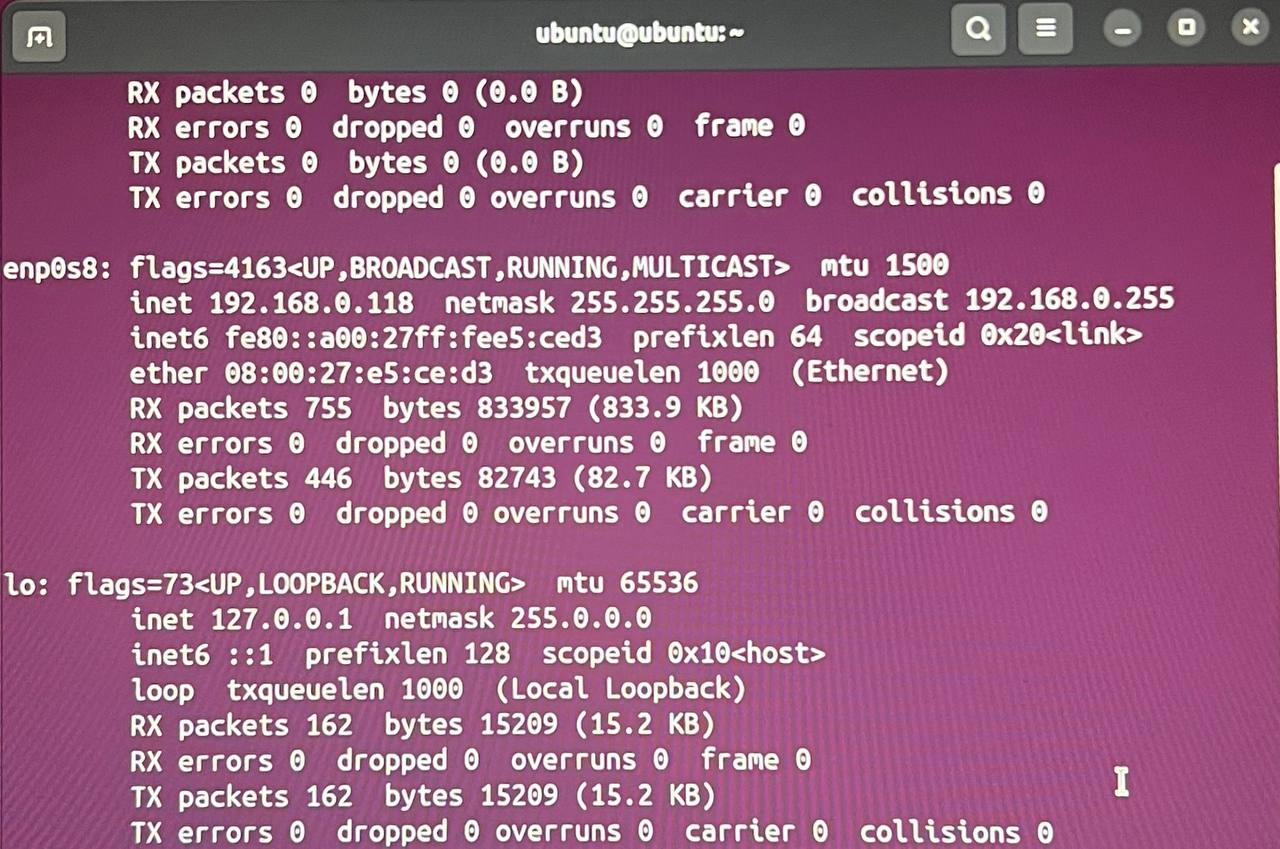 ubuntu@ubuntu:~
RX packets 0  bytes 0 (0.0 B)
RX errors 0  dropped 0  overruns 0  frame 0
TX packets 0  bytes 0 (0.0 B)
TX errors 0  dropped 0 overruns 0  carrier 0  collisions 0
enp0s8: flags=4163<UP,BROADCAST,RUNNING,MULTICAST>  mtu 1500
inet 192.168.0.118  netmask 255.255.255.0  broadcast 192.168.0.255
inet6 fe80::a00:27ff:fee5:ced3  prefixlen 64  scopeid 0x20<link>
ether 08:00:27:e5:ce:d3  txqueuelen 1000  (Ethernet)
RX packets 755  bytes 833957 (833.9 KB)
RX errors 0  dropped 0  overruns 0  frame 0
TX packets 446  bytes 82743 (82.7 KB)
TX errors 0  dropped 0 overruns 0  carrier 0  collisions 0
lo: flags=73<UP,LOOPBACK,RUNNING>  mtu 65536
inet 127.0.0.1  netmask 255.0.0.0
inet6 ::1  prefixlen 128  scopeid 0x10<host>
loop  txqueuelen 1000  (Local Loopback)
RX packets 162  bytes 15209 (15.2 KB)
RX errors 0  dropped 0  overruns 0  frame 0
TX packets 162  bytes 15209 (15.2 KB)
TX errors 0  dropped 0 overruns 0  carrier 0  collisions 0